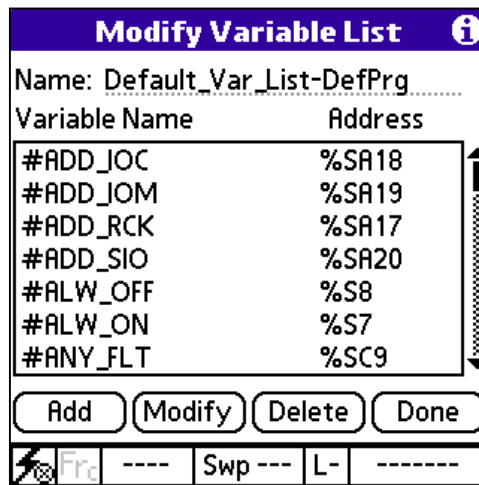 Modify Variable List i
Name: Default_Var_List-DefPrg
Variable Name Address
#ADD_IOC %SA18
#ADD_IOM %SA19
#ADD_RCK %SA17
#ADD_SIO %SA20
#ALW_OFF %S8
#ALW_ON %S7
#ANY_FLT %SC9
Add Modify Delete Done
Frc ---- Swp --- L- -------